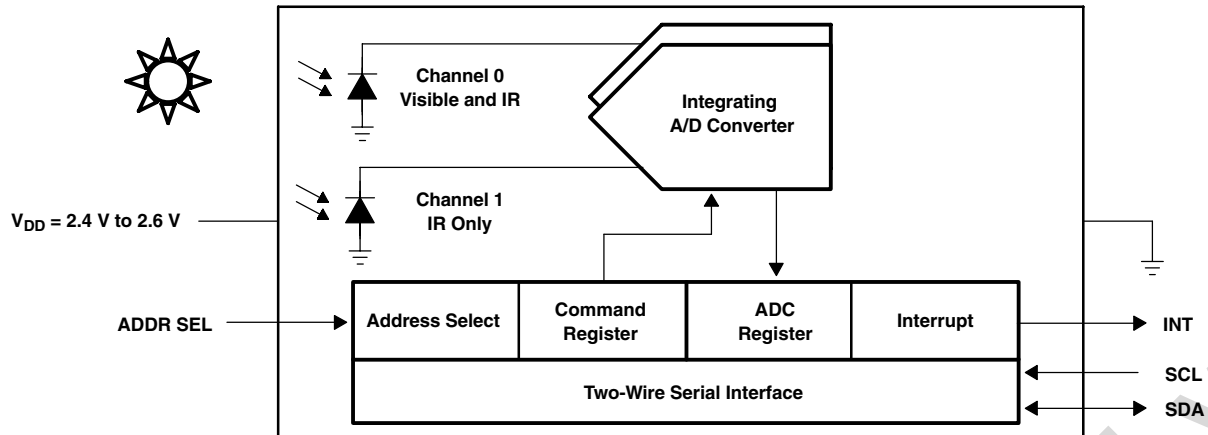 Channel 0
Visible and IR
Integrating
A/D Converter
Channel 1
IR Only
VDD = 2.4 V to 2.6 V
ADDR SEL
Address Select
Command
Register
ADC
Register
Interrupt
INT
Two-Wire Serial Interface
SCL
SDA